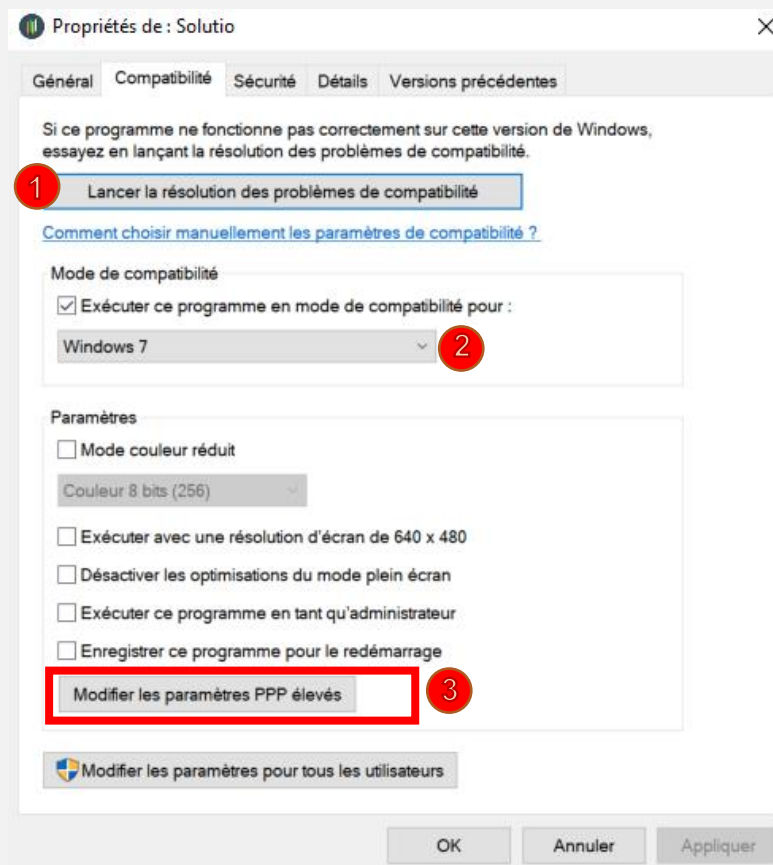 Propriétés de : Solutio
Général Compatibilité Sécurité Détails Versions précédentes
Si ce programme ne fonctionne pas correctement sur cette version de Windows,
essayez en lançant la résolution des problèmes de compatibilité.
1 Lancer la résolution des problèmes de compatibilité
Comment choisir manuellement les paramètres de compatibilité ?
Mode de compatibilité
Exécuter ce programme en mode de compatibilité pour :
Windows 7 2
Paramètres
Mode couleur réduit
Couleur 8 bits (256)
Exécuter avec une résolution d'écran de 640 x 480
Désactiver les optimisations du mode plein écran
Exécuter ce programme en tant qu'administrateur
Enregistrer ce programme pour le redémarrage
Modifier les paramètres PPP élevés 3
Modifier les paramètres pour tous les utilisateurs
OK Annuler Appliquer